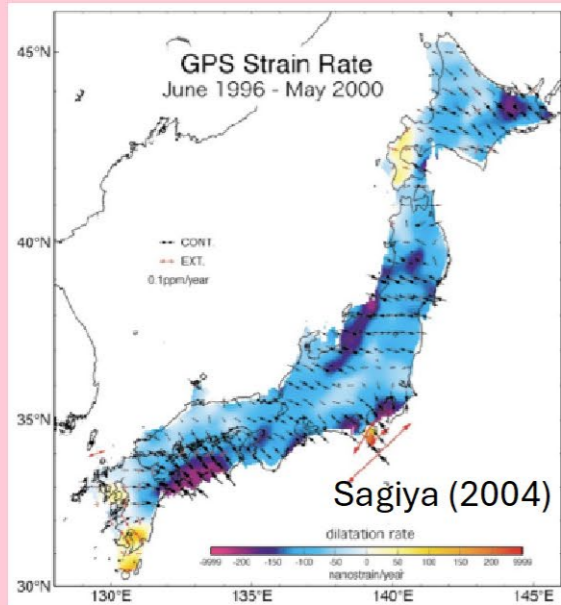 45°N
GPS Strain Rate
June 1996 - May 2000
40°N
CONT.
EXT.
0.1ppm/year
35°N
Sagiya (2004)
dilatation rate
-9999 -200 -150 -100 -50 0 50 100 150 200 9999
nanostrain/year
30°N
130°E 135°E 140°E 145°E